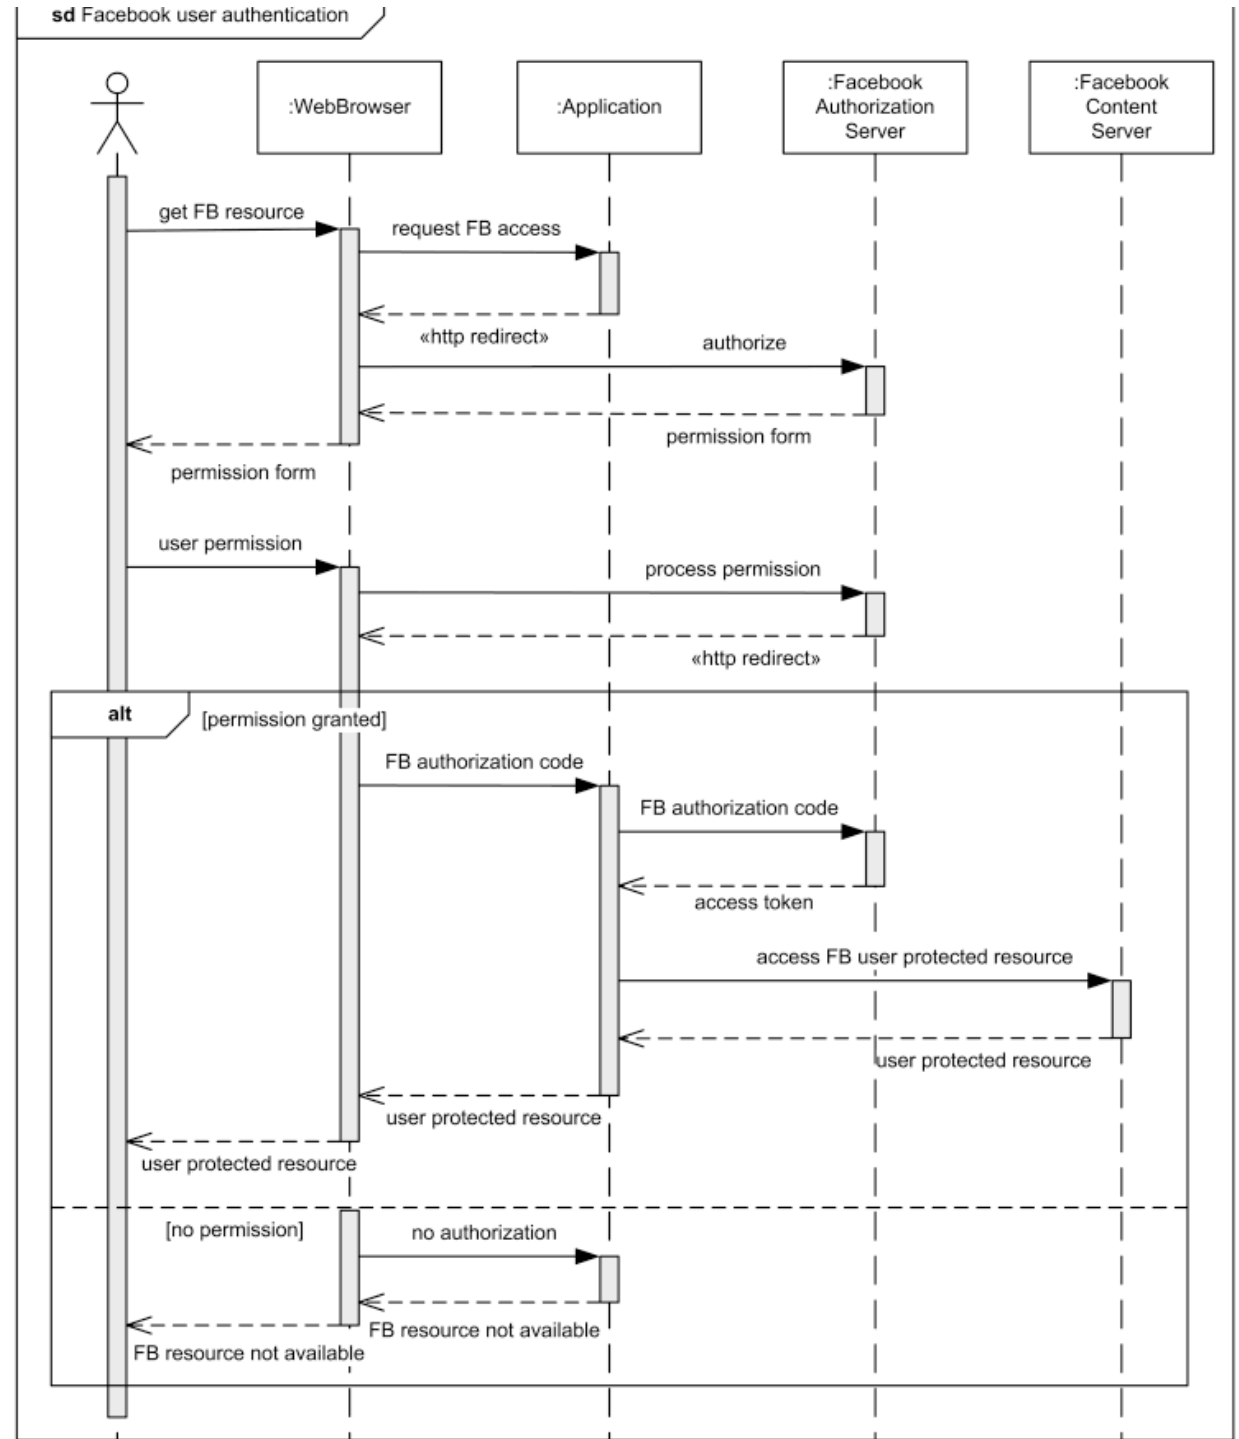 sd Facebook user authentication
:WebBrowser
:Application
:Facebook
Authorization
Server
:Facebook
Content
Server
get FB resource
request FB access
«http redirect»
authorize
permission form
permission form
user permission
process permission
«http redirect»
alt
[permission granted]
FB authorization code
FB authorization code
access token
access FB user protected resource
user protected resource
user protected resource
user protected resource
[no permission]
no authorization
FB resource not available
FB resource not available